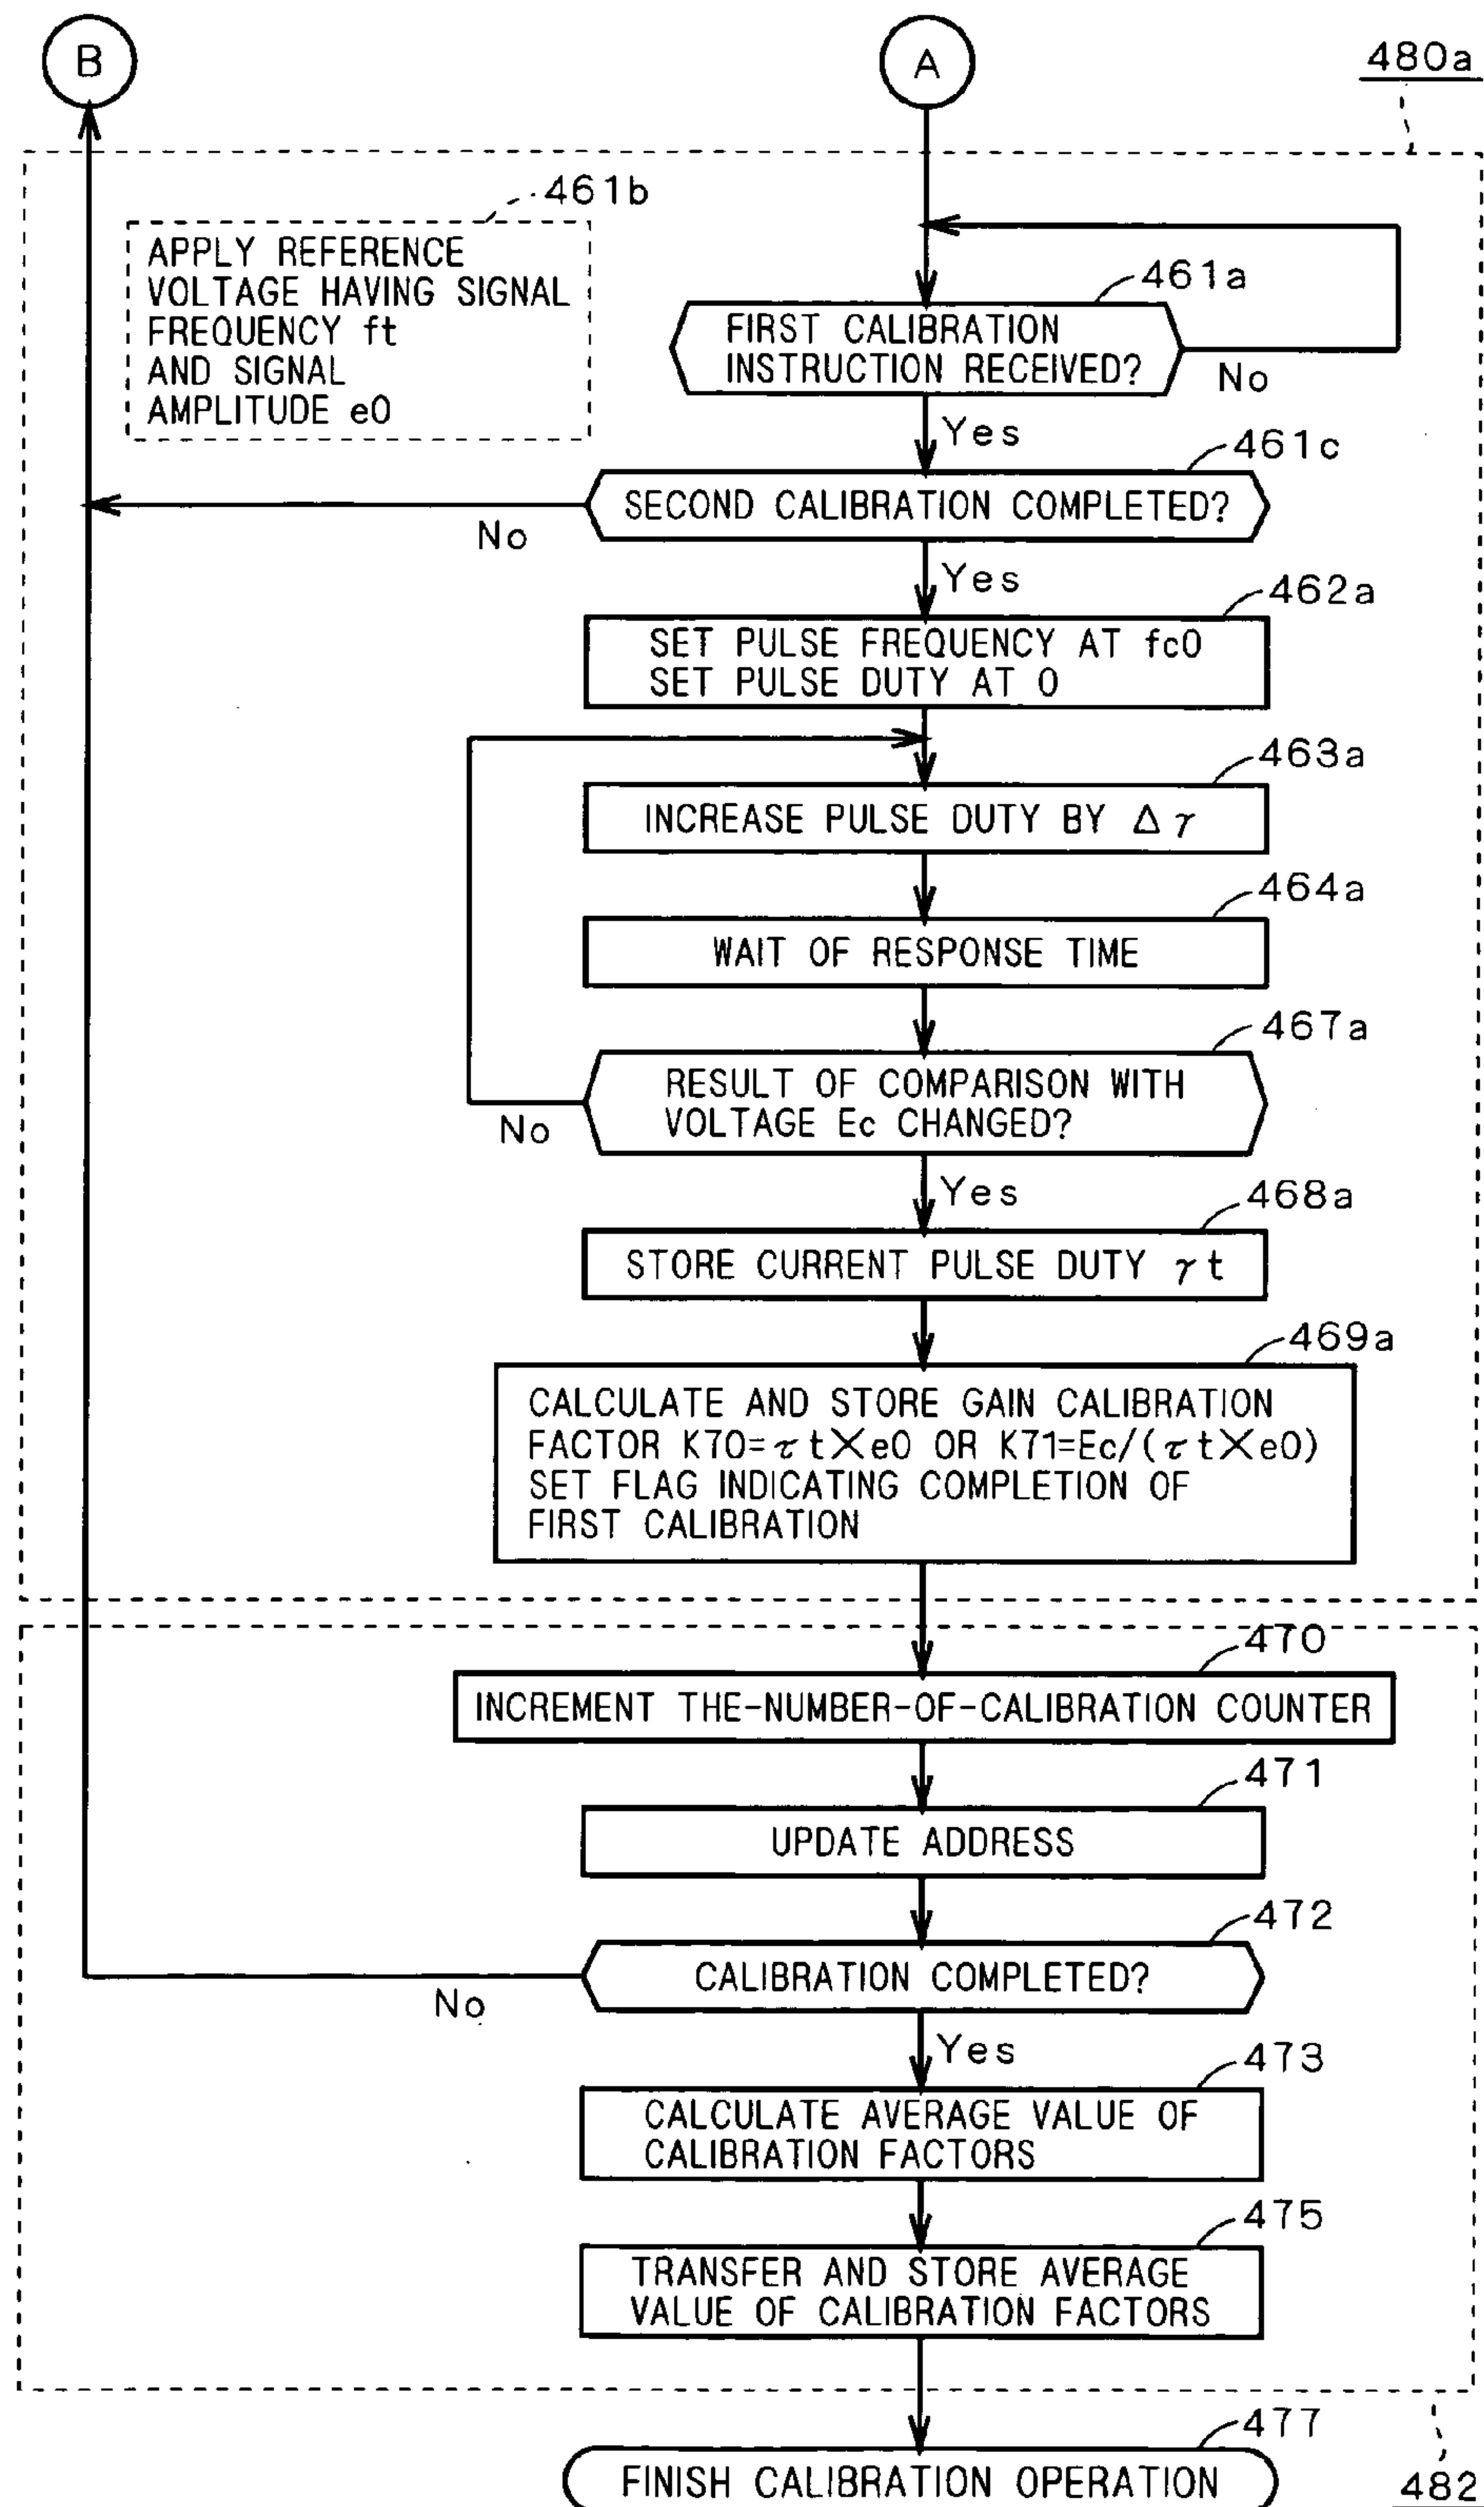 B
A
480a
461b
APPLY REFERENCE
VOLTAGE HAVING SIGNAL
FREQUENCY ft
AND SIGNAL
AMPLITUDE e0
461a
FIRST CALIBRATION
INSTRUCTION RECEIVED?
No
Yes
461c
SECOND CALIBRATION COMPLETED?
No
Yes
462a
SET PULSE FREQUENCY AT fc0
SET PULSE DUTY AT 0
463a
INCREASE PULSE DUTY BY Δγ
464a
WAIT OF RESPONSE TIME
467a
RESULT OF COMPARISON WITH
VOLTAGE Ec CHANGED?
No
Yes
468a
STORE CURRENT PULSE DUTY γt
469a
CALCULATE AND STORE GAIN CALIBRATION
FACTOR K70=τt×e0 OR K71=Ec/(τt×e0)
SET FLAG INDICATING COMPLETION OF
FIRST CALIBRATION
470
INCREMENT THE-NUMBER-OF-CALIBRATION COUNTER
471
UPDATE ADDRESS
472
CALIBRATION COMPLETED?
No
Yes
473
CALCULATE AVERAGE VALUE OF
CALIBRATION FACTORS
475
TRANSFER AND STORE AVERAGE
VALUE OF CALIBRATION FACTORS
477
FINISH CALIBRATION OPERATION
482